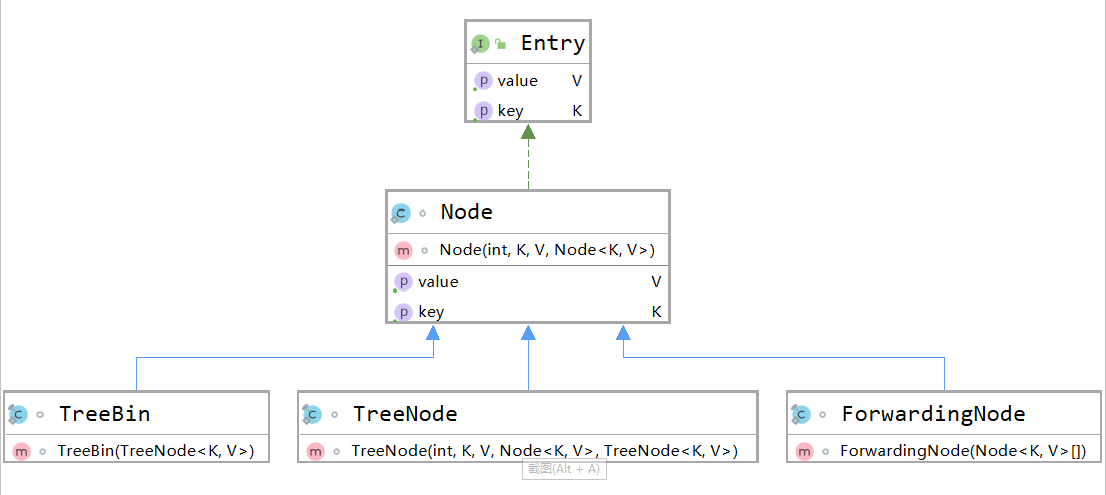 Entry
value V
key K
Node
Node(int, K, V, Node<K, V>)
value V
key K
TreeBin
TreeBin(TreeNode<K, V>)
TreeNode
TreeNode(int, K, V, Node<K, V>, TreeNode<K, V>)
ForwardingNode
ForwardingNode(Node<K, V>[])
截图(Alt + A)